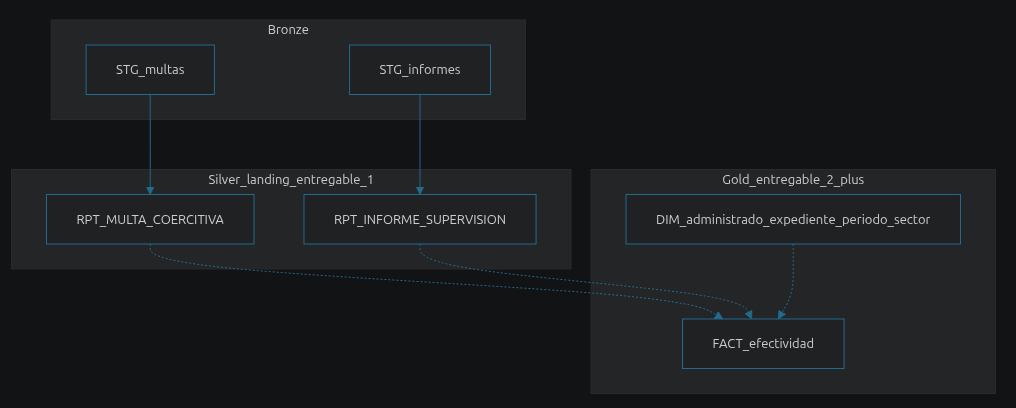 Bronze
STG_multas
STG_informes
Silver_landing_entregable_1
RPT_MULTA_COERCITIVA
RPT_INFORME_SUPERVISION
Gold_entregable_2_plus
DIM_administrado_expediente_periodo_sector
FACT_efectividad